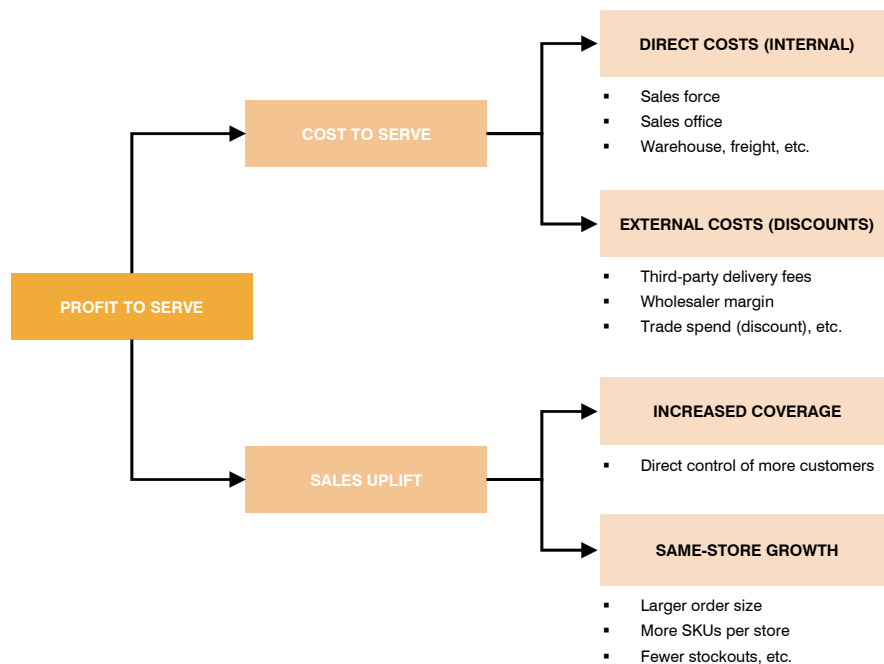 DIRECT COSTS (INTERNAL)
▪ Sales force
▪ Sales office
▪ Warehouse, freight, etc.
COST TO SERVE
EXTERNAL COSTS (DISCOUNTS)
▪ Third-party delivery fees
▪ Wholesaler margin
▪ Trade spend (discount), etc.
PROFIT TO SERVE
INCREASED COVERAGE
▪ Direct control of more customers
SALES UPLIFT
SAME-STORE GROWTH
▪ Larger order size
▪ More SKUs per store
▪ Fewer stockouts, etc.